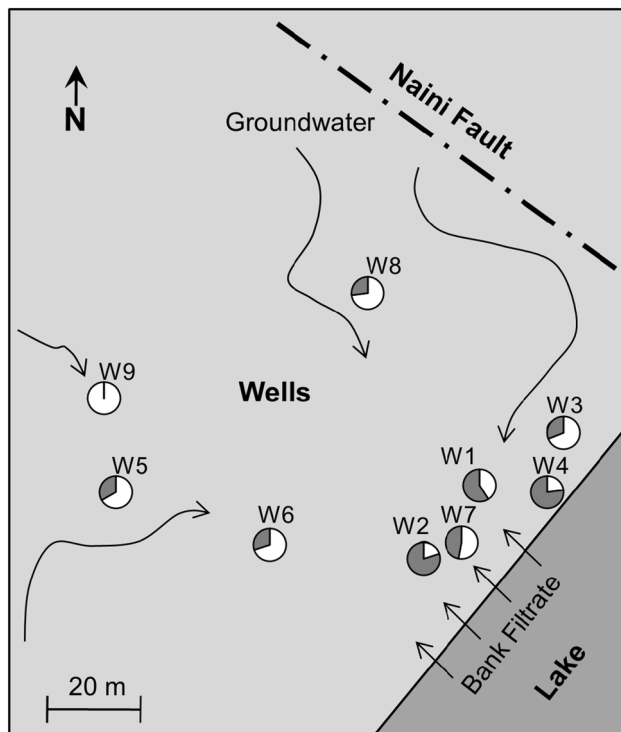 Naini Fault
N
Groundwater
W8
W9
Wells
W3
W5
W1
W4
W6
W2
W7
Bank Filtrate
20 m
Lake